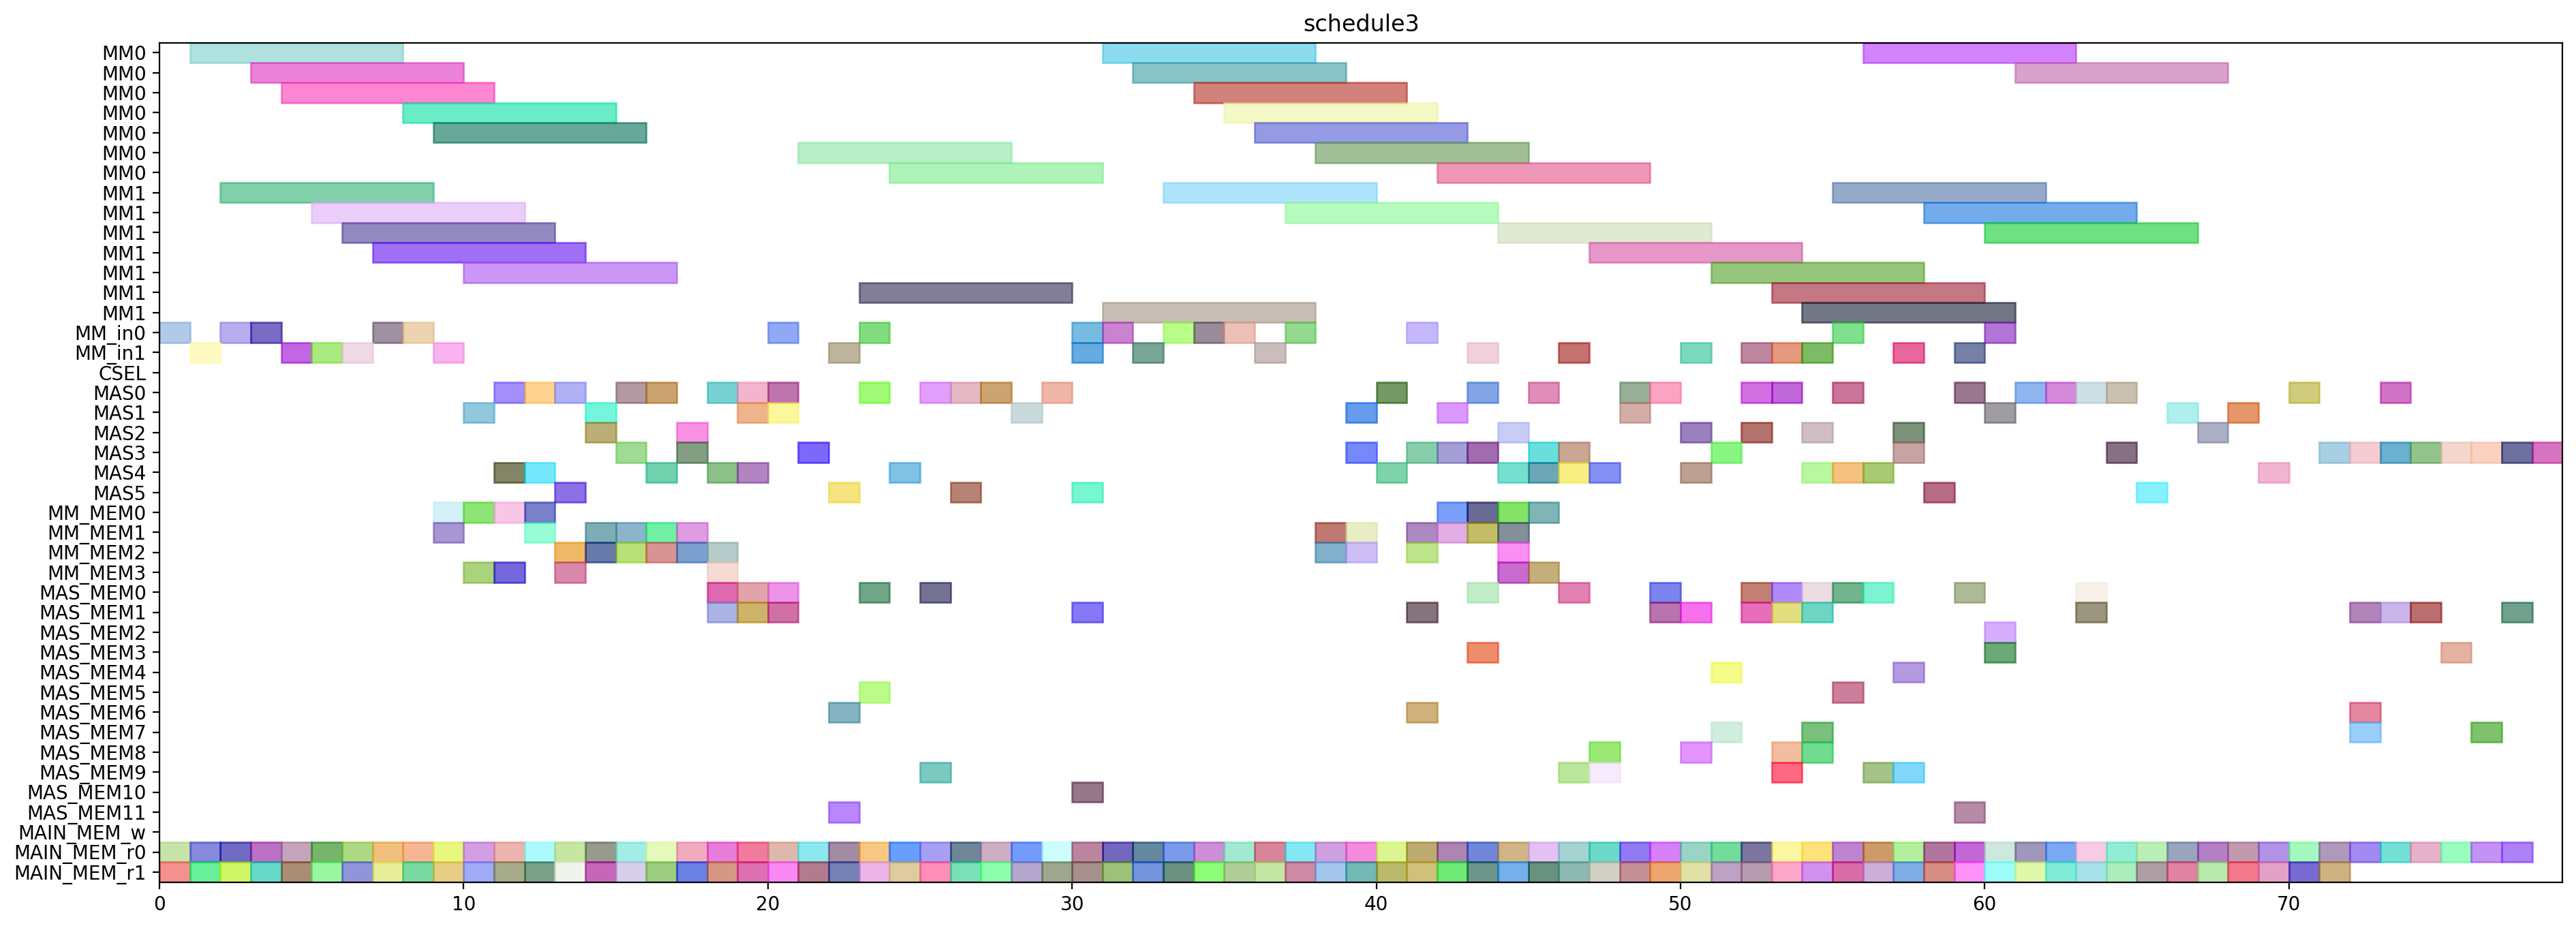 schedule3
MM0
MM0
MM0
MM0
MM0
MM0
MM0
MM1
MM1
MM1
MM1
MM1
MM1
MM1
MM_in0
MM_in1
CSEL
MAS0
MAS1
MAS2
MAS3
MAS4
MAS5
MM_MEM0
MM_MEM1
MM_MEM2
MM_MEM3
MAS_MEM0
MAS_MEM1
MAS_MEM2
MAS_MEM3
MAS_MEM4
MAS_MEM5
MAS_MEM6
MAS_MEM7
MAS_MEM8
MAS_MEM9
MAS_MEM10
MAS_MEM11
MAIN_MEM_w
MAIN_MEM_r0
MAIN_MEM_r1
0 10 20 30 40 50 60 70